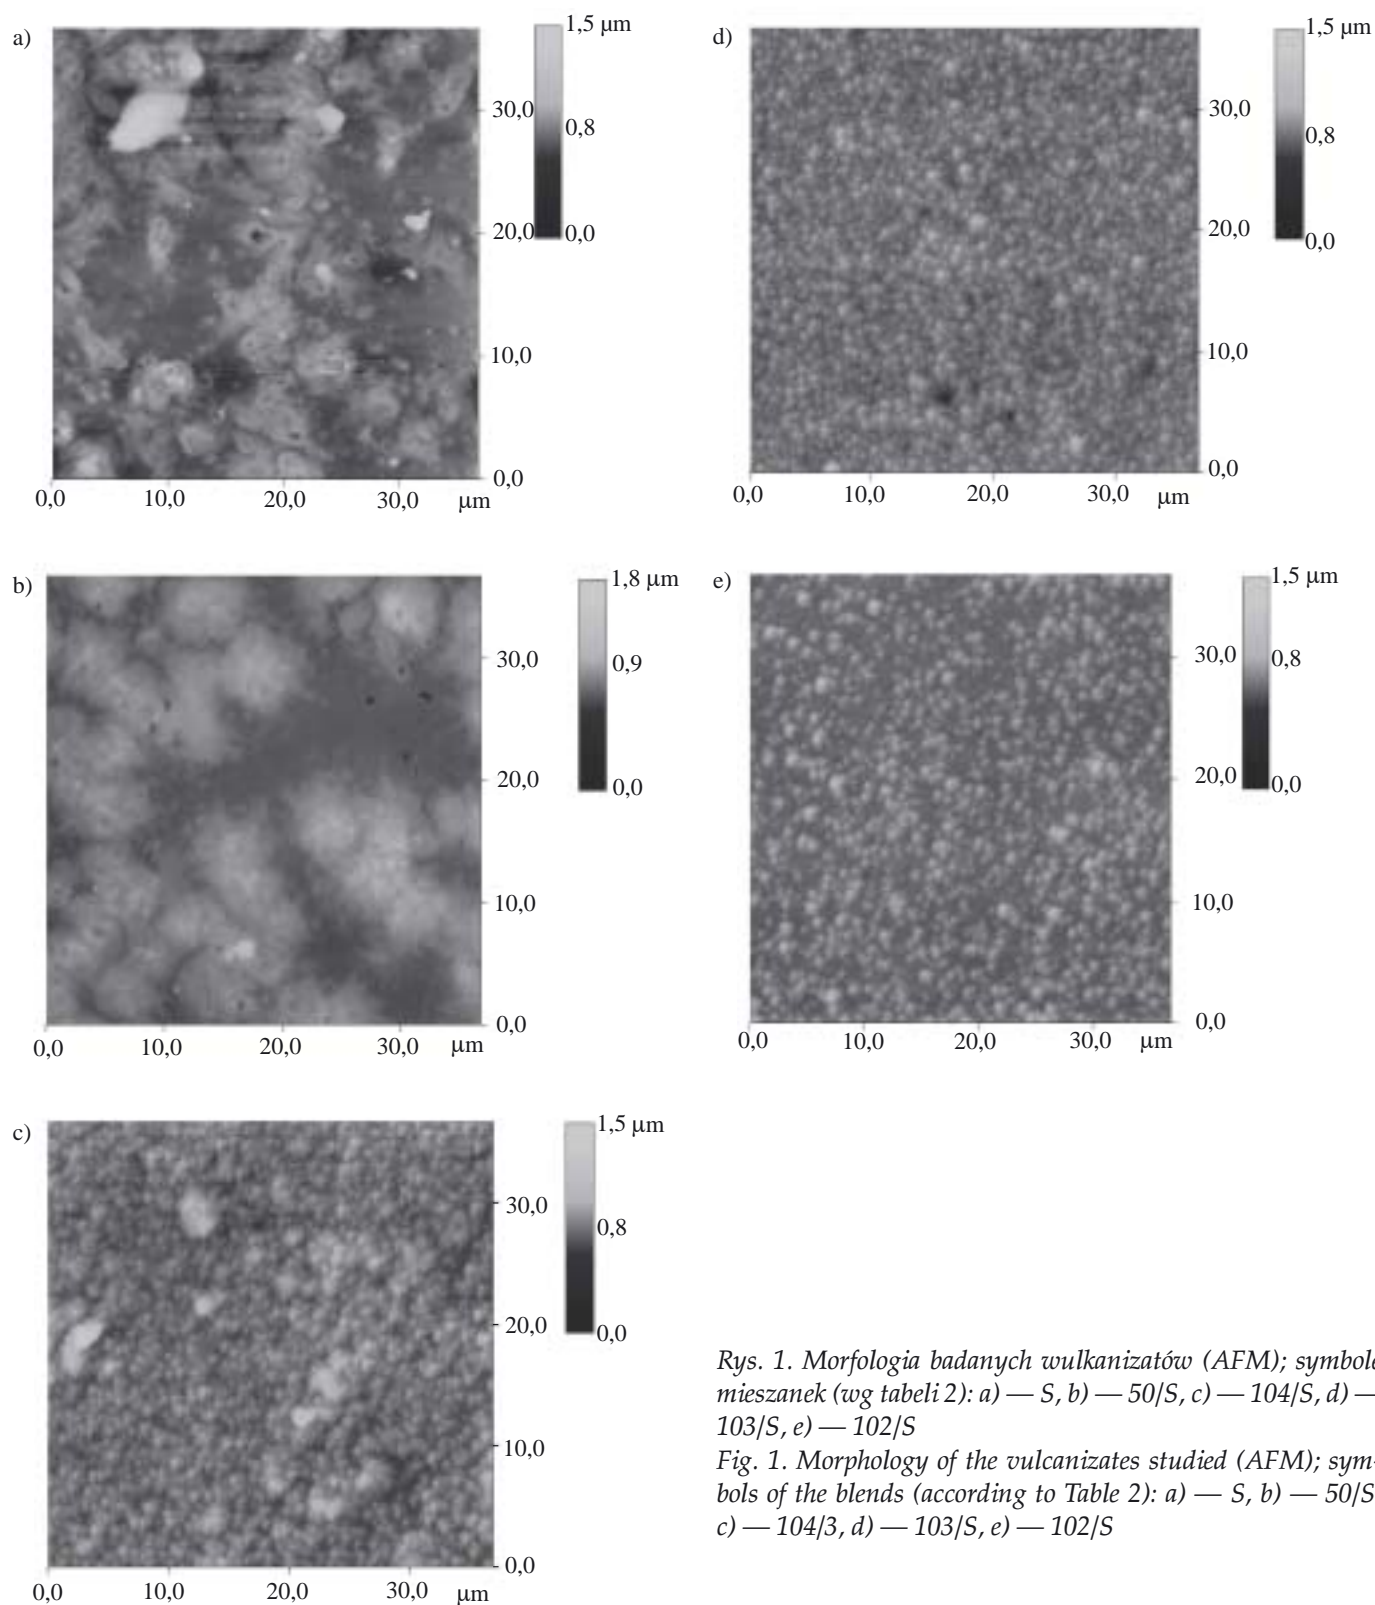 a)
1,5 µm
0,8
0,0
30,0
20,0
10,0
0,0
0,0 10,0 20,0 30,0 µm
d)
1,5 µm
0,8
0,0
30,0
20,0
10,0
0,0
0,0 10,0 20,0 30,0 µm
b)
1,8 µm
0,9
0,0
30,0
20,0
10,0
0,0
0,0 10,0 20,0 30,0 µm
e)
1,5 µm
0,8
0,0
30,0
20,0
10,0
0,0
0,0 10,0 20,0 30,0 µm
c)
1,5 µm
0,8
0,0
30,0
20,0
10,0
0,0
0,0 10,0 20,0 30,0 µm
Rys. 1. Morfologia badanych wulkanizatów (AFM); symbole
mieszanek (wg tabeli 2): a) — S, b) — 50/S, c) — 104/S, d) —
103/S, e) — 102/S
Fig. 1. Morphology of the vulcanizates studied (AFM); sym-
bols of the blends (according to Table 2): a) — S, b) — 50/S
c) — 104/3, d) — 103/S, e) — 102/S